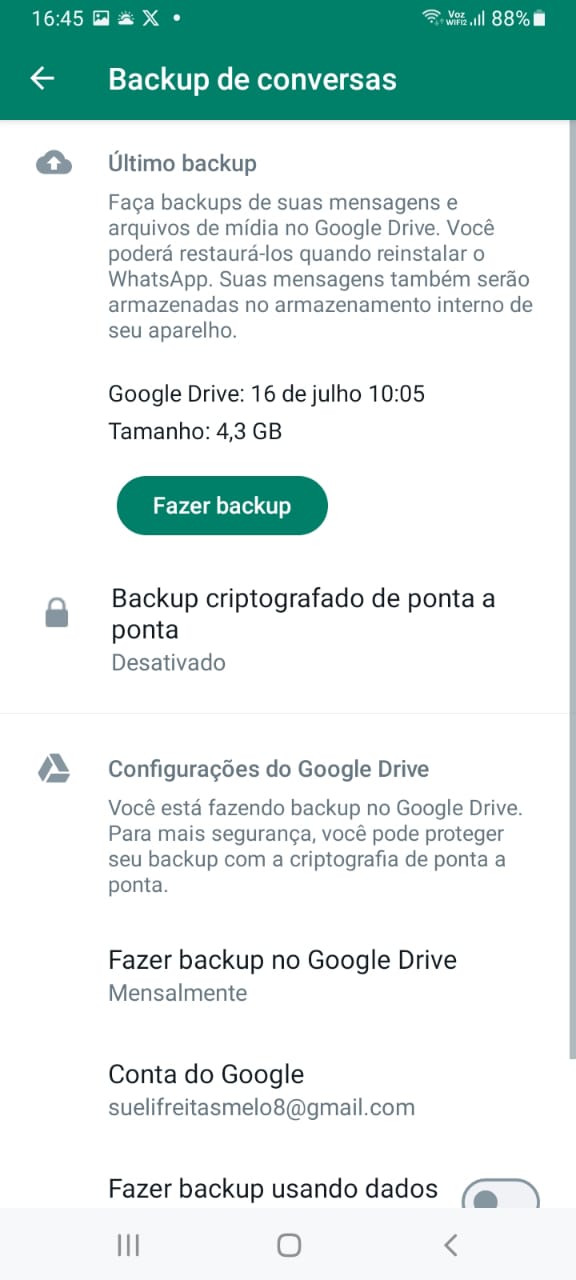 16:45 Voz WIFI2 88%
Backup de conversas
Último backup
Faça backups de suas mensagens e
arquivos de mídia no Google Drive. Você
poderá restaurá-los quando reinstalar o
WhatsApp. Suas mensagens também serão
armazenadas no armazenamento interno de
seu aparelho.
Google Drive: 16 de julho 10:05
Tamanho: 4,3 GB
Fazer backup
Backup criptografado de ponta a
ponta
Desativado
Configurações do Google Drive
Você está fazendo backup no Google Drive.
Para mais segurança, você pode proteger
seu backup com a criptografia de ponta a
ponta.
Fazer backup no Google Drive
Mensalmente
Conta do Google
suelifreitasmelo8@gmail.com
Fazer backup usando dados